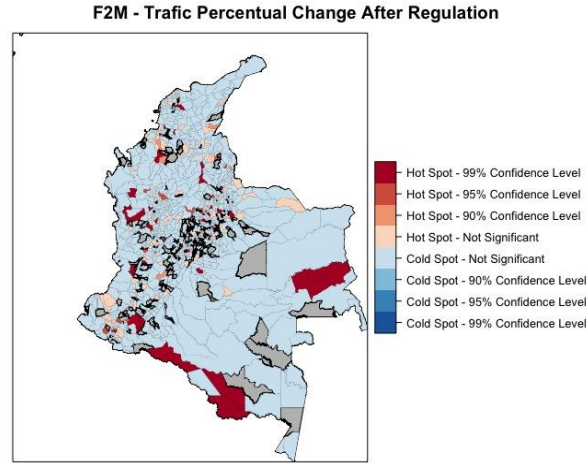 F2M - Trafic Percentual Change After Regulation
Hot Spot - 99% Confidence Level
Hot Spot - 95% Confidence Level
Hot Spot - 90% Confidence Level
Hot Spot - Not Significant
Cold Spot - Not Significant
Cold Spot - 90% Confidence Level
Cold Spot - 95% Confidence Level
Cold Spot - 99% Confidence Level